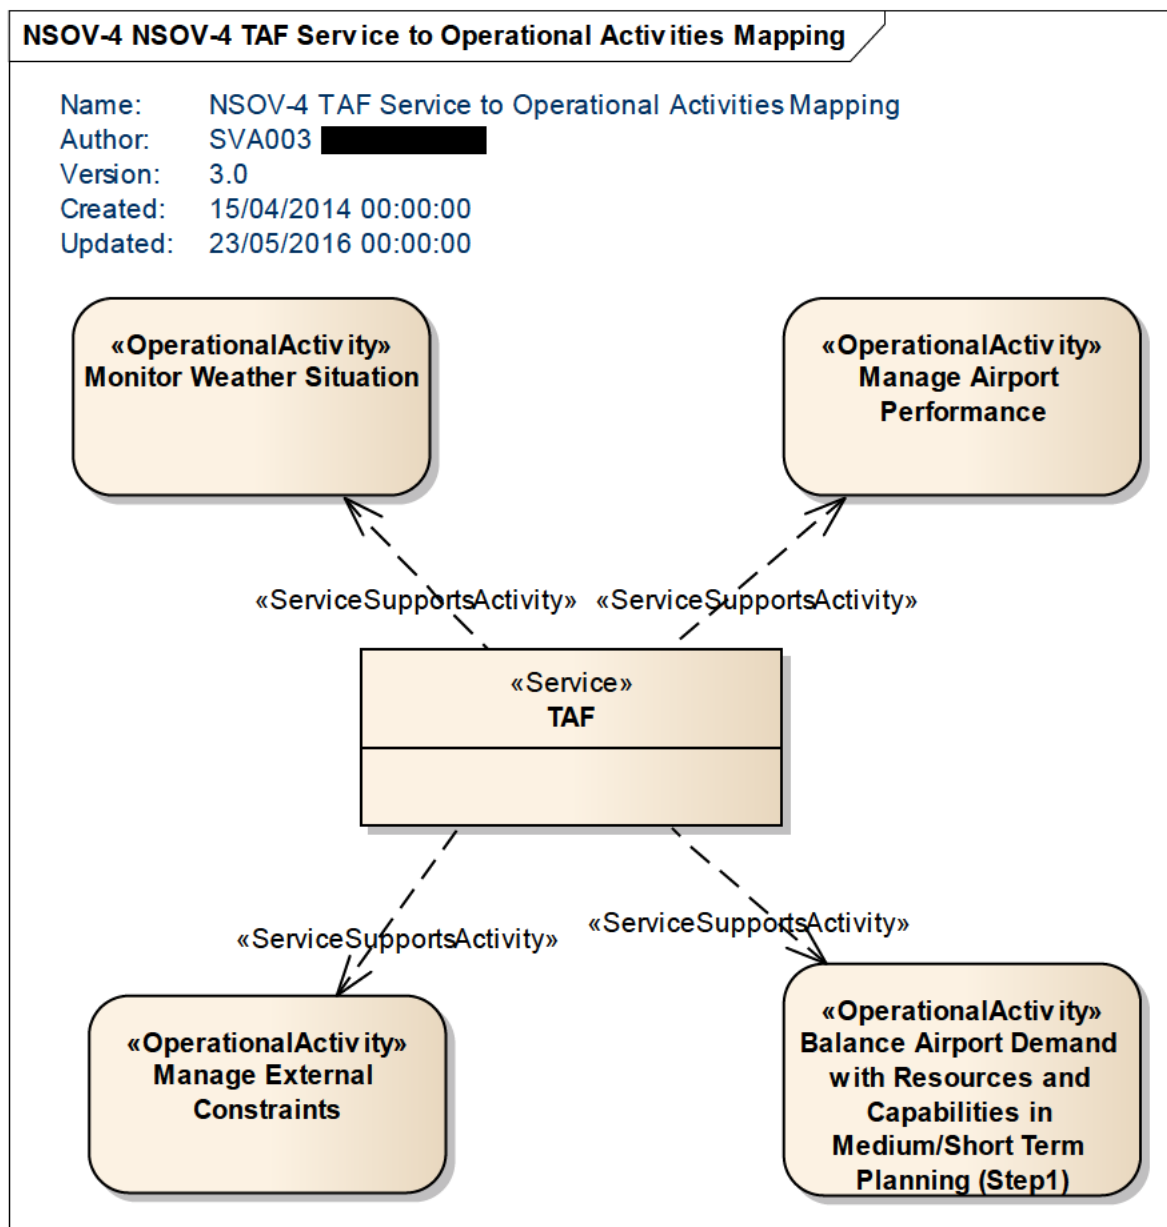 NSOV-4 NSOV-4 TAF Service to Operational Activities Mapping
Name: NSOV-4 TAF Service to Operational Activities Mapping
Author: SVA003
Version: 3.0
Created: 15/04/2014 00:00:00
Updated: 23/05/2016 00:00:00
«OperationalActivity»
Monitor Weather Situation
«OperationalActivity»
Manage Airport
Performance
«ServiceSupportsActivity»
«ServiceSupportsActivity»
«Service»
TAF
«ServiceSupportsActivity»
«ServiceSupportsActivity»
«OperationalActivity»
Manage External
Constraints
«OperationalActivity»
Balance Airport Demand
with Resources and
Capabilities in
Medium/Short Term
Planning (Step1)